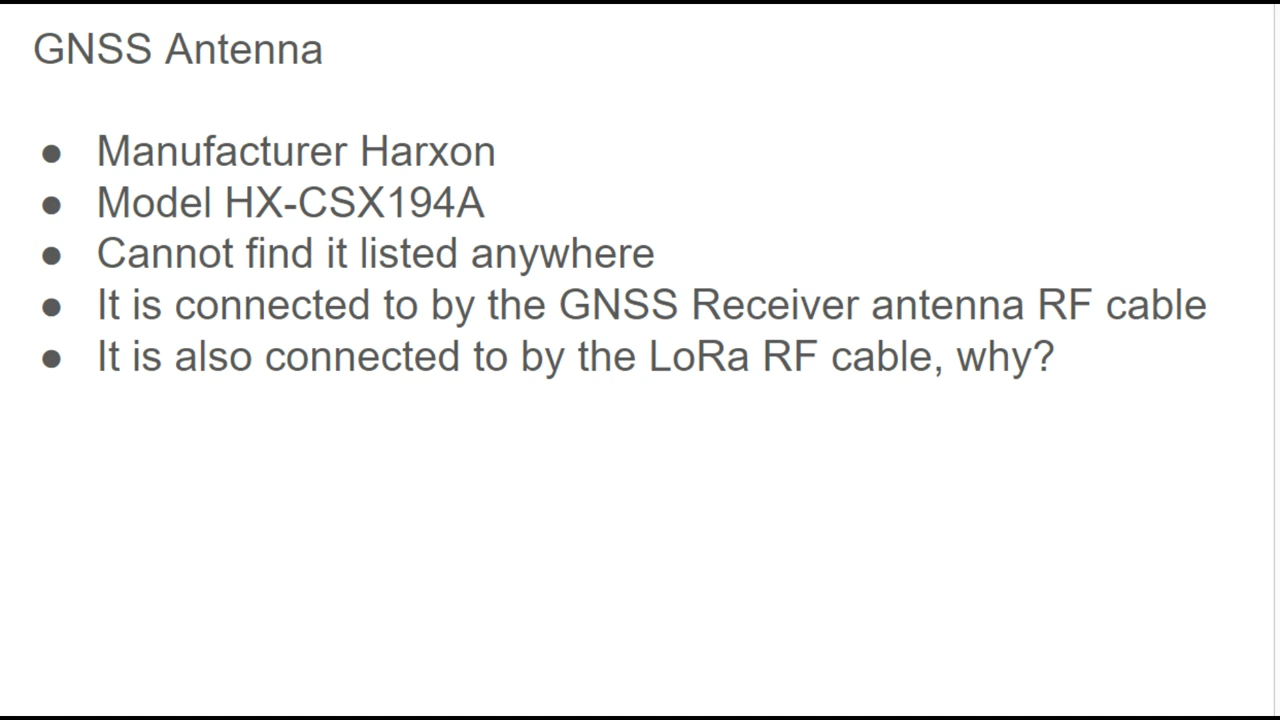 GNSS Antenna
● Manufacturer Harxon
● Model HX-CSX194A
● Cannot find it listed anywhere
● It is connected to by the GNSS Receiver antenna RF cable
● It is also connected to by the LoRa RF cable, why?